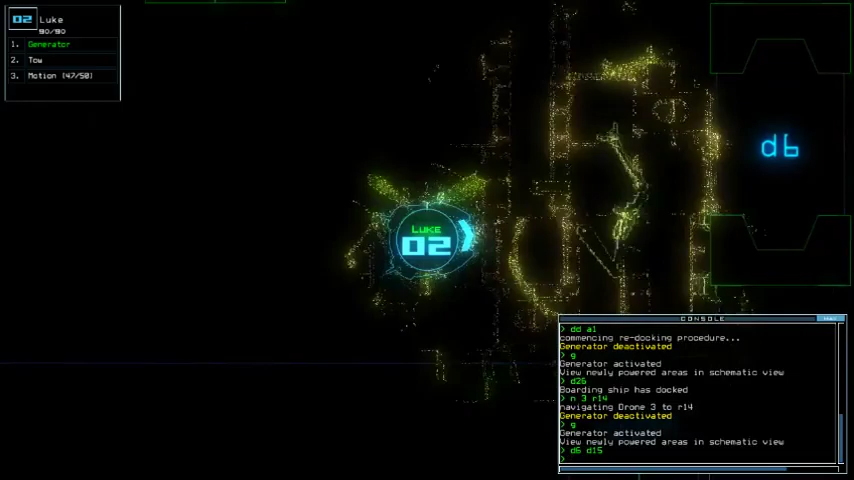 02 Luke
90/90
1. Generator
2. Tow
3. Motion (47/50)
Luke
02
d6
CONSOLE
> dd a1
commencing re-docking procedure...
Generator deactivated
> g
Generator activated
View newly powered areas in schematic view
> d26
Boarding ship has docked
> n 3 r14
navigating Drone 3 to r14
Generator deactivated
> g
Generator activated
View newly powered areas in schematic view
> d6 d15
>